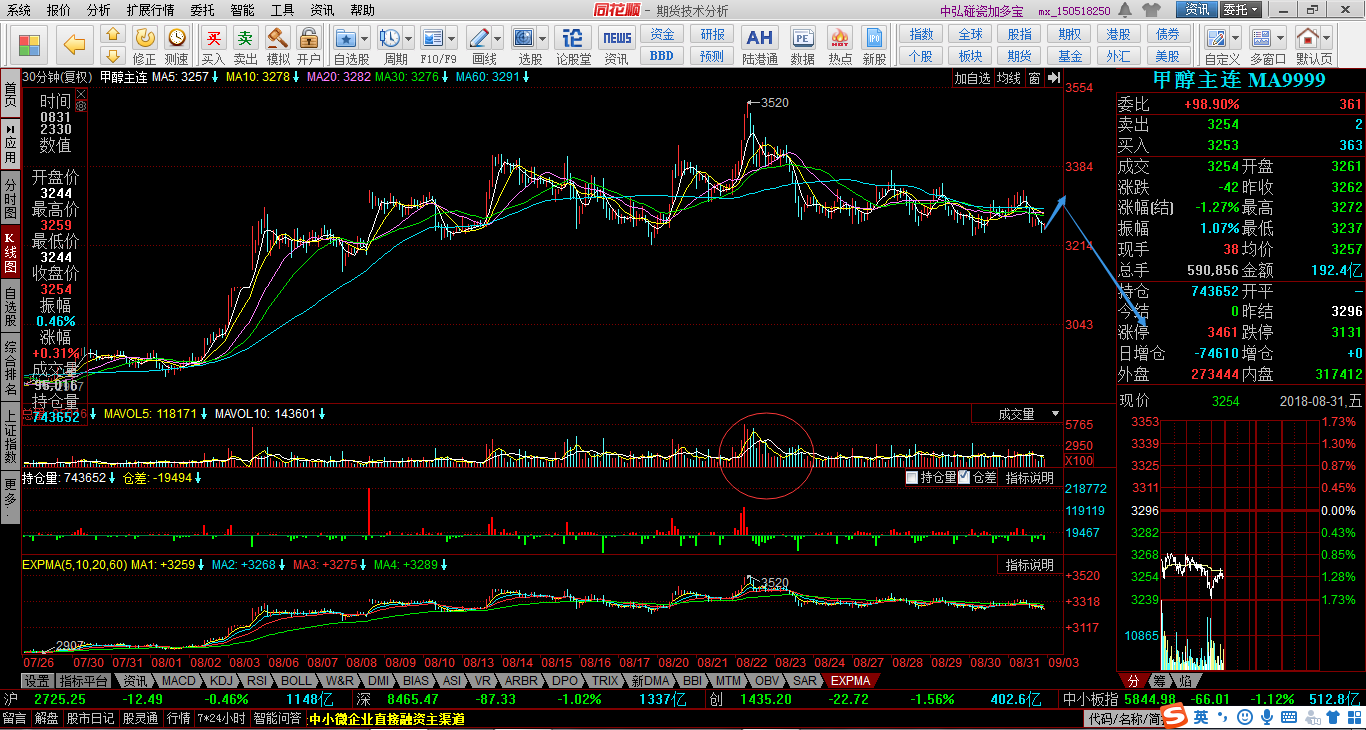 系统 报价 分析 扩展行情 委托 智能 工具 资讯 帮助 同花顺 - 期货技术分析 中弘碰瓷加多宝 mx_150518250 资讯 委托
修正 测速 买 买入 卖 卖出 模拟 开户 自选股 周期 F10/F9 画线 选股 论 论股堂 NEWS 资讯 资金 BBD 研报 预测 AH 陆港通 PE 数据 HOT 热点 IPO 新股 指数 个股 全球 板块 股指 期货 期权 基金 港股 外汇 债券 美股 自定义 多窗口 默认页
首页
应用
分时图
K线图
自选股
综合排名
上证指数
更多
30分钟(复权) 甲醇主连 MA5: 3257 MA10: 3278 MA20: 3282 MA30: 3276 MA60: 3291 加自选 均线 窗
时间
0831
2330
数值
开盘价
3244
最高价
3259
最低价
3244
收盘价
3254
振幅
0.46%
涨幅
+0.31%
成交量
95,016
持仓量
743652
3520
3554
3384
3214
3043
MAVOL5: 118171 MAVOL10: 143601 成交量
5765
2950
X100
持仓量: 743652 仓差: -19494 持仓量 仓差 指标说明
218772
119119
19467
EXPMA(5,10,20,60) MA1: +3259 MA2: +3268 MA3: +3275 MA4: +3289 指标说明
3520
2907
+3520
+3318
+3117
07/26 07/30 07/31 08/01 08/02 08/03 08/06 08/07 08/08 08/09 08/10 08/13 08/14 08/15 08/16 08/17 08/20 08/21 08/22 08/23 08/24 08/27 08/28 08/29 08/30 08/31 09/03
设置 指标平台 资讯 MACD KDJ RSI BOLL W&R DMI BIAS ASI VR ARBR DPO TRIX 新DMA BBI MTM OBV SAR EXPMA
甲醇主连 MA9999
委比 +98.90% 361
卖出 3254 2
买入 3253 363
成交 3254 开盘 3261
涨跌 -42 昨收 3262
涨幅(结) -1.27% 最高 3272
振幅 1.07% 最低 3237
现手 38 均价 3257
总手 590,856 金额 192.4亿
持仓 743652 开平 —
今结 0 昨结 3296
涨停 3461 跌停 3131
日增仓 -74610 增仓 +0
外盘 273444 内盘 317412
现价 3254 2018-08-31,五
3353 1.73%
3339 1.30%
3325 0.87%
3311 0.45%
3296 0.00%
3282 0.43%
3268 0.85%
3254 1.28%
3239 1.73%
10865
分 筹 焰
沪 2725.25 -12.49 -0.46% 1148亿 深 8465.47 -87.33 -1.02% 1337亿 创 1435.20 -22.72 -1.56% 402.6亿 中小板指 5844.98 -66.01 -1.12% 512.8亿
留言 解盘 股市日记 股灵通 行情 7*24小时 智能问答 中小微企业直接融资主渠道 代码/名称/简 英